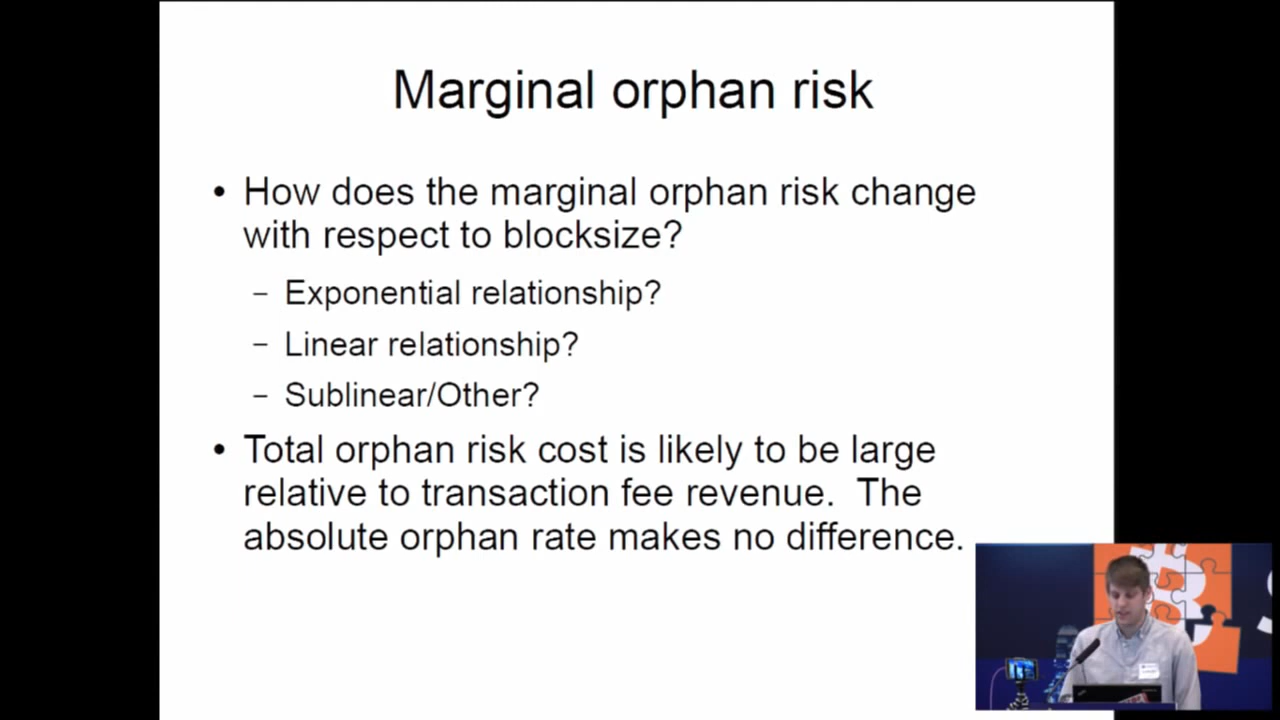 Marginal orphan risk
• How does the marginal orphan risk change
with respect to blocksize?
– Exponential relationship?
– Linear relationship?
– Sublinear/Other?
• Total orphan risk cost is likely to be large
relative to transaction fee revenue.  The
absolute orphan rate makes no difference.